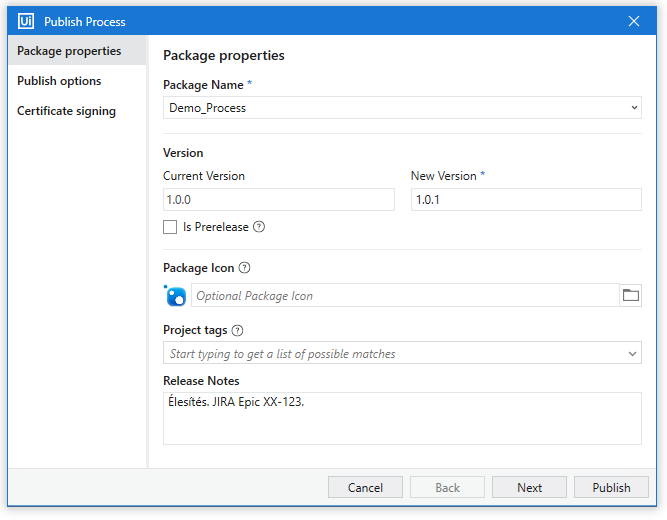 Ui Publish Process
Package properties
Publish options
Certificate signing
Package properties
Package Name *
Demo_Process
Version
Current Version New Version *
1.0.0 1.0.1
Is Prerelease ?
Package Icon ?
Optional Package Icon
Project tags ?
Start typing to get a list of possible matches
Release Notes
Élesítés. JIRA Epic XX-123.
Cancel Back Next Publish